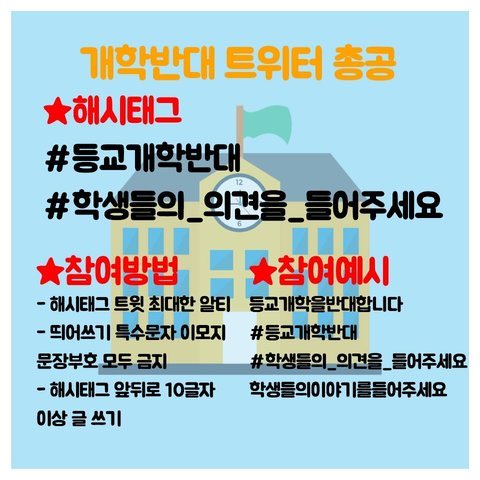 개학반대 트위터 총공
★해시태그
#등교개학반대
#학생들의_의견을_들어주세요
★참여방법
- 해시태그 트윗 최대한 알티
- 띄어쓰기 특수문자 이모지
문장부호 모두 금지
- 해시태그 앞뒤로 10글자
이상 글 쓰기
★참여예시
등교개학을반대합니다
#등교개학반대
#학생들의_의견을_들어주세요
학생들의이야기를들어주세요
12
6